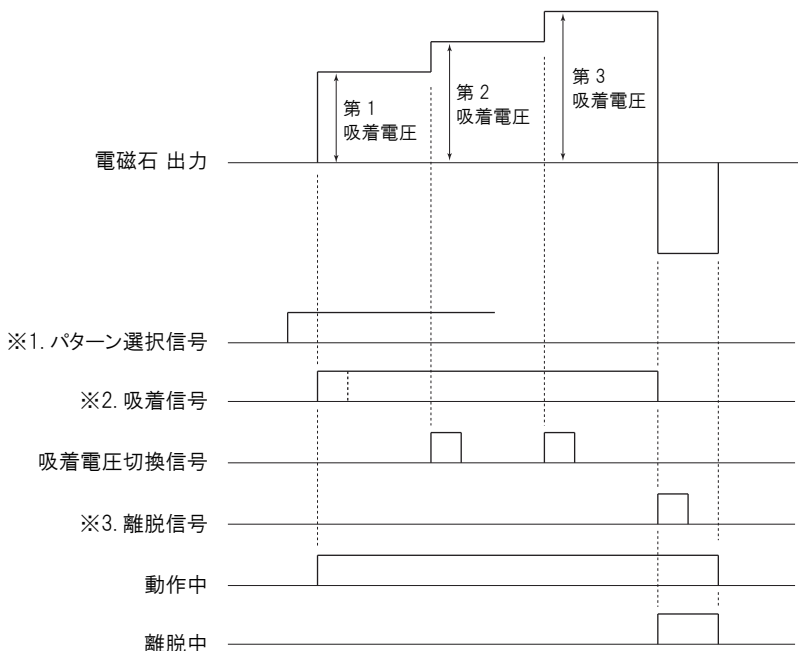 第 1
吸着電圧
第 2
吸着電圧
第 3
吸着電圧
電磁石 出力
※1. パターン選択信号
※2. 吸着信号
吸着電圧切換信号
※3. 離脱信号
動作中
離脱中